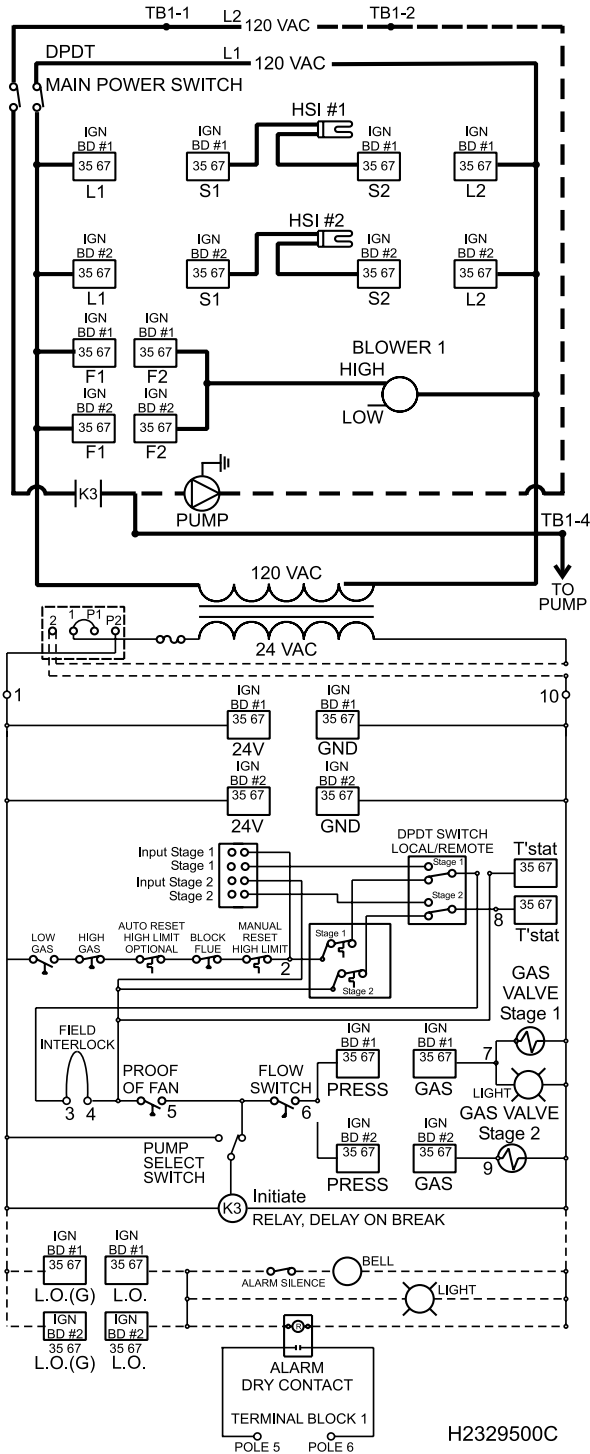 TB1-1 L2 120 VAC TB1-2
DPDT L1 120 VAC
MAIN POWER SWITCH
HSI #1
IGN BD #1 35 67 L1
IGN BD #1 35 67 S1
IGN BD #1 35 67 S2
IGN BD #1 35 67 L2
HSI #2
IGN BD #2 35 67 L1
IGN BD #2 35 67 S1
IGN BD #2 35 67 S2
IGN BD #2 35 67 L2
IGN BD #1 35 67 F1
IGN BD #1 35 67 F2
BLOWER 1
HIGH
LOW
IGN BD #2 35 67 F1
IGN BD #2 35 67 F2
K3
PUMP
TB1-4
120 VAC
TO
PUMP
2 1 P1 P2
24 VAC
1
10
IGN BD #1 35 67 24V
IGN BD #1 35 67 GND
IGN BD #2 35 67 24V
IGN BD #2 35 67 GND
DPDT SWITCH
LOCAL/REMOTE
Input Stage 1
Stage 1
Input Stage 2
Stage 2
Stage 1
Stage 2
T'stat
35 67
35 67
8
T'stat
LOW
GAS
HIGH
GAS
AUTO RESET
HIGH LIMIT
OPTIONAL
BLOCK
FLUE
MANUAL
RESET
HIGH LIMIT
2
Stage 1
Stage 2
GAS
VALVE
Stage 1
FIELD
INTERLOCK
3 4
PROOF
OF FAN
5
FLOW
SWITCH
6
IGN BD #1 35 67 PRESS
IGN BD #1 35 67 GAS
7
LIGHT
GAS VALVE
Stage 2
IGN BD #2 35 67 PRESS
IGN BD #2 35 67 GAS
9
PUMP
SELECT
SWITCH
K3
Initiate
RELAY, DELAY ON BREAK
IGN BD #1 35 67 L.O.(G)
IGN BD #1 35 67 L.O.
ALARM SILENCE
BELL
LIGHT
IGN BD #2 35 67 L.O.(G)
IGN BD #2 35 67 L.O.
R
ALARM
DRY CONTACT
TERMINAL BLOCK 1
POLE 5 POLE 6
H2329500C